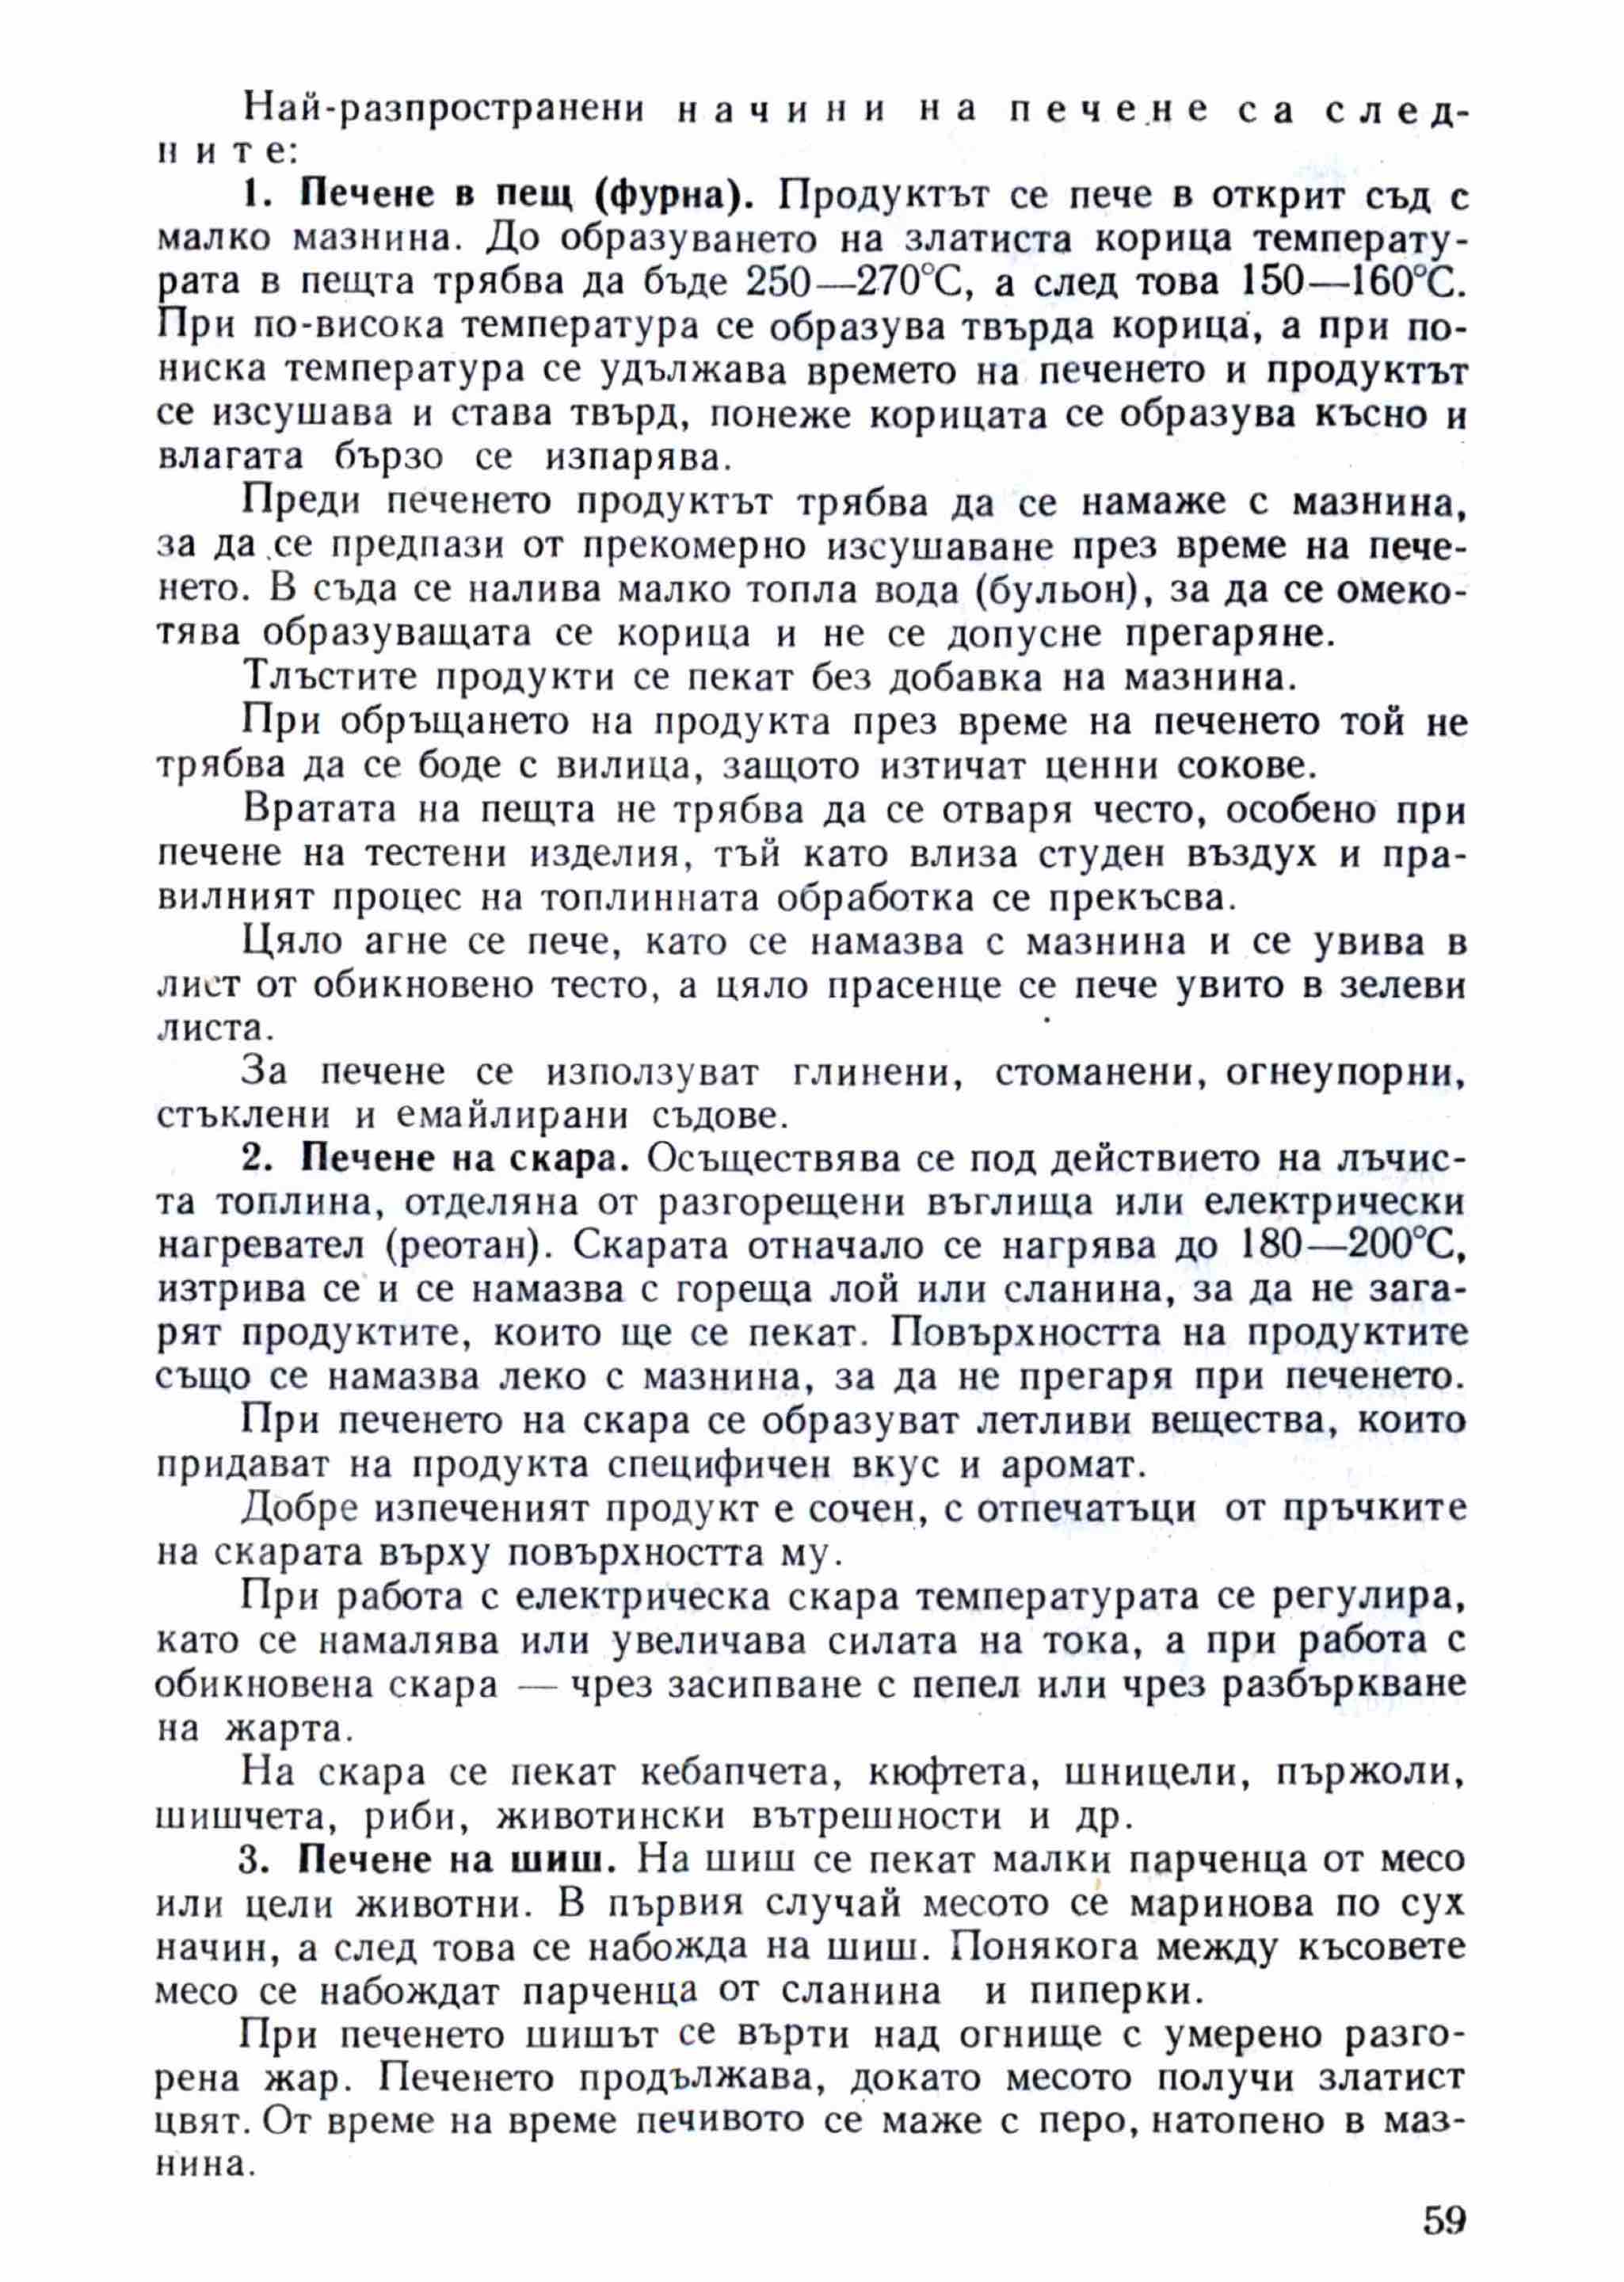 Най-разпространени начини на печене са след-
ните:
1. Печене в пещ (фурна). Продуктът се пече в открит съд с
малко мазнина. До образуването на златиста корица температу-
рата в пещта трябва да бъде 250—270°С, а след това 150—160°С.
При по-висока температура се образува твърда корица, а при по-
ниска температура се удължава времето на печенето и продуктът
се изсушава и става твърд, понеже корицата се образува късно и
влагата бързо се изпарява.
Преди печенето продуктът трябва да се намаже с мазнина,
за да се предпази от прекомерно изсушаване през време на пече-
нето. В съда се налива малко топла вода (бульон), за да се омеко-
тява образуващата се корица и не се допусне прегаряне.
Тлъстите продукти се пекат без добавка на мазнина.
При обръщането на продукта през време на печенето той не
трябва да се боде с вилица, защото изтичат ценни сокове.
Вратата на пещта не трябва да се отваря често, особено при
печене на тестени изделия, тъй като влиза студен въздух и пра-
вилният процес на топлинната обработка се прекъсва.
Цяло агне се пече, като се намазва с мазнина и се увива в
лист от обикновено тесто, а цяло прасенце се пече увито в зелеви
листа.
За печене се използуват глинени, стоманени, огнеупорни,
стъклени и емайлирани съдове.
2. Печене на скара. Осъществява се под действието на лъчис-
та топлина, отделяна от разгорещени въглища или електрически
нагревател (реотан). Скарата отначало се нагрява до 180—200°С,
изтрива се и се намазва с гореща лой или сланина, за да не зага-
рят продуктите, които ще се пекат. Повърхността на продуктите
също се намазва леко с мазнина, за да не прегаря при печенето.
При печенето на скара се образуват летливи вещества, които
придават на продукта специфичен вкус и аромат.
Добре изпеченият продукт е сочен, с отпечатъци от пръчките
на скарата върху повърхността му.
При работа с електрическа скара температурата се регулира,
като се намалява или увеличава силата на тока, а при работа с
обикновена скара — чрез засипване с пепел или чрез разбъркване
на жарта.
На скара се пекат кебапчета, кюфтета, шницели, пържоли,
шишчета, риби, животински вътрешности и др.
3. Печене на шиш. На шиш се пекат малки парченца от месо
или цели животни. В първия случай месото се маринова по сух
начин, а след това се набожда на шиш. Понякога между късовете
месо се набождат парченца от сланина и пиперки.
При печенето шишът се върти над огнище с умерено разго-
рена жар. Печенето продължава, докато месото получи златист
цвят. От време на време печивото се маже с перо, натопено в маз-
нина.
59